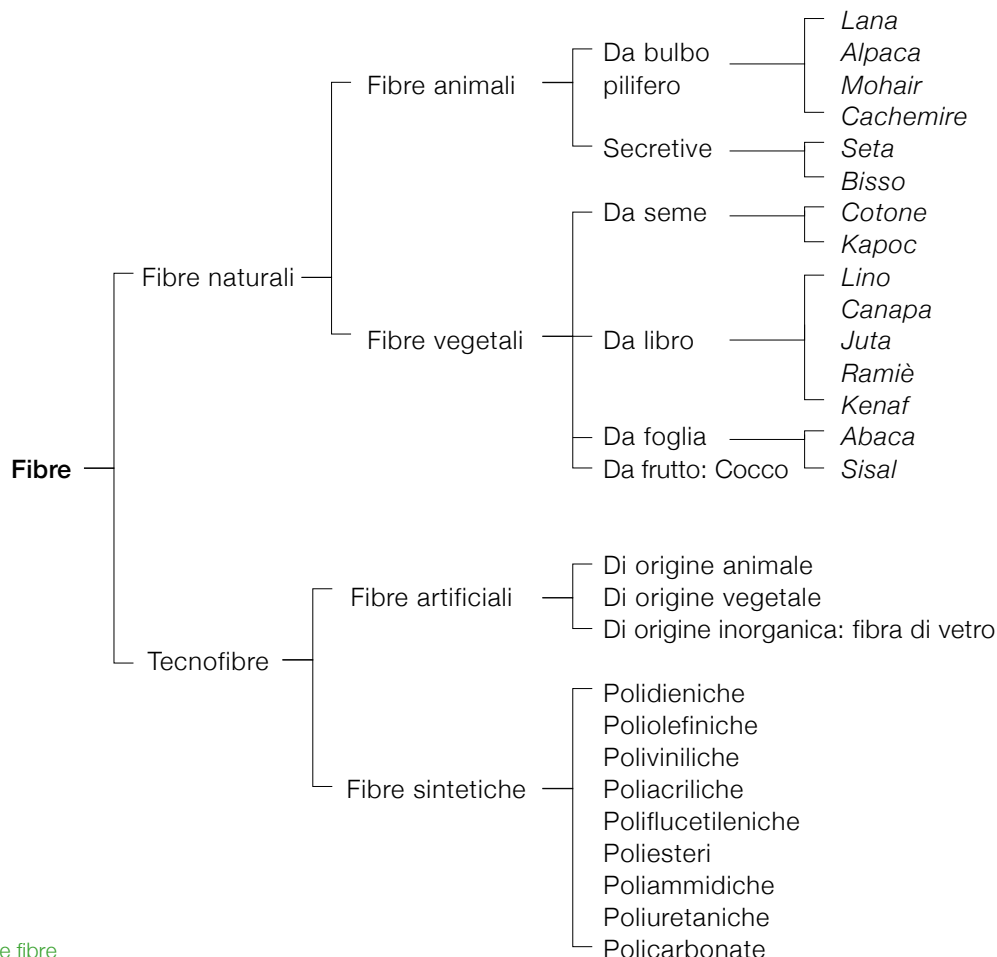 Lana
Fibre animali
Da bulbo
pilifero
Alpaca
Mohair
Cachemire
Secretive
Seta
Bisso
Da seme
Cotone
Kapoc
Fibre naturali
Lino
Canapa
Fibre vegetali
Da libro
Juta
Ramiè
Kenaf
Da foglia
Abaca
Fibre
Da frutto: Cocco
Sisal
Di origine animale
Fibre artificiali
Di origine vegetale
Di origine inorganica: fibra di vetro
Tecnofibre
Polidieniche
Poliolefiniche
Poliviniliche
Fibre sintetiche
Poliacriliche
Poliflucetileniche
Poliesteri
Poliammidiche
Poliuretaniche
Policarbonate
e fibre